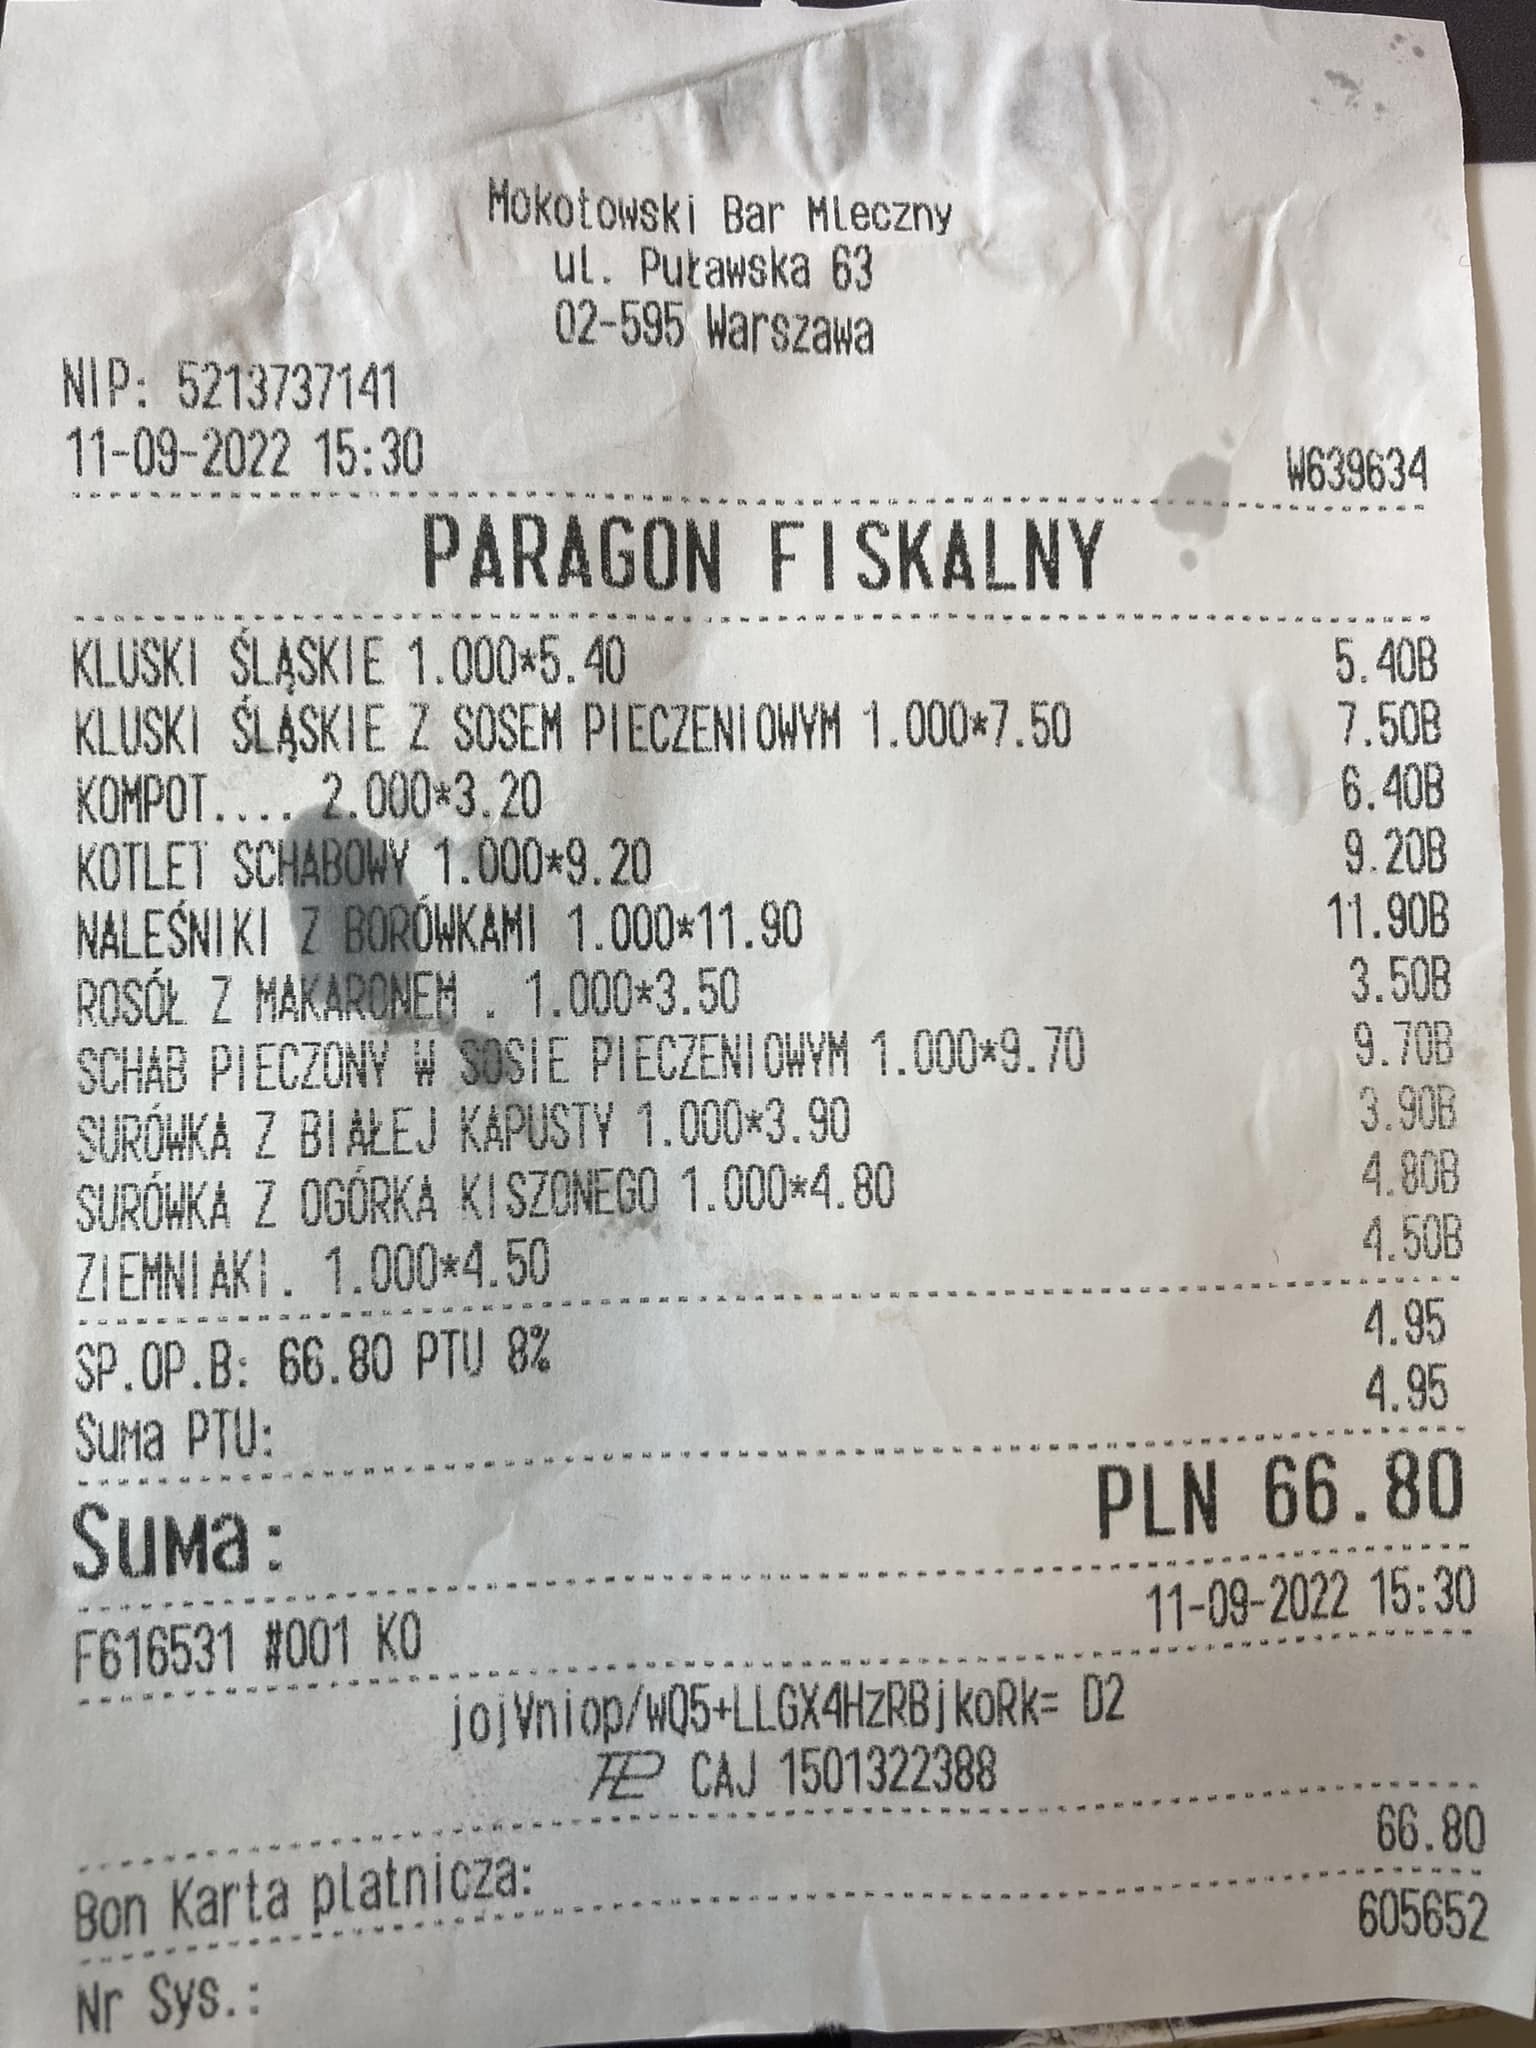 Mokotowski Bar Mleczny
ul. Puławska 63
02-595 Warszawa
NIP: 5213737141
11-09-2022 15:30 W639634
PARAGON FISKALNY
KLUSKI ŚLĄSKIE 1.000*5.40 5.40B
KLUSKI ŚLĄSKIE Z SOSEM PIECZENIOWYM 1.000*7.50 7.50B
KOMPOT.... 2.000*3.20 6.40B
KOTLET SCHABOWY 1.000*9.20 9.20B
NALEŚNIKI Z BORÓWKAMI 1.000*11.90 11.90B
ROSÓŁ Z MAKARONEM . 1.000*3.50 3.50B
SCHAB PIECZONY W SOSIE PIECZENIOWYM 1.000*9.70 9.70B
SURÓWKA Z BIAŁEJ KAPUSTY 1.000*3.90 3.90B
SURÓWKA Z OGÓRKA KISZONEGO 1.000*4.80 4.80B
ZIEMNIAKI. 1.000*4.50 4.50B
SP.OP.B: 66.80 PTU 8% 4.95
Suma PTU: 4.95
Suma: PLN 66.80
F616531 #001 KO 11-09-2022 15:30
jojVniop/wQ5+LLGX4HzRBjkoRk= D2
CAJ 1501322388
Bon Karta płatnicza: 66.80
Nr Sys.: 605652